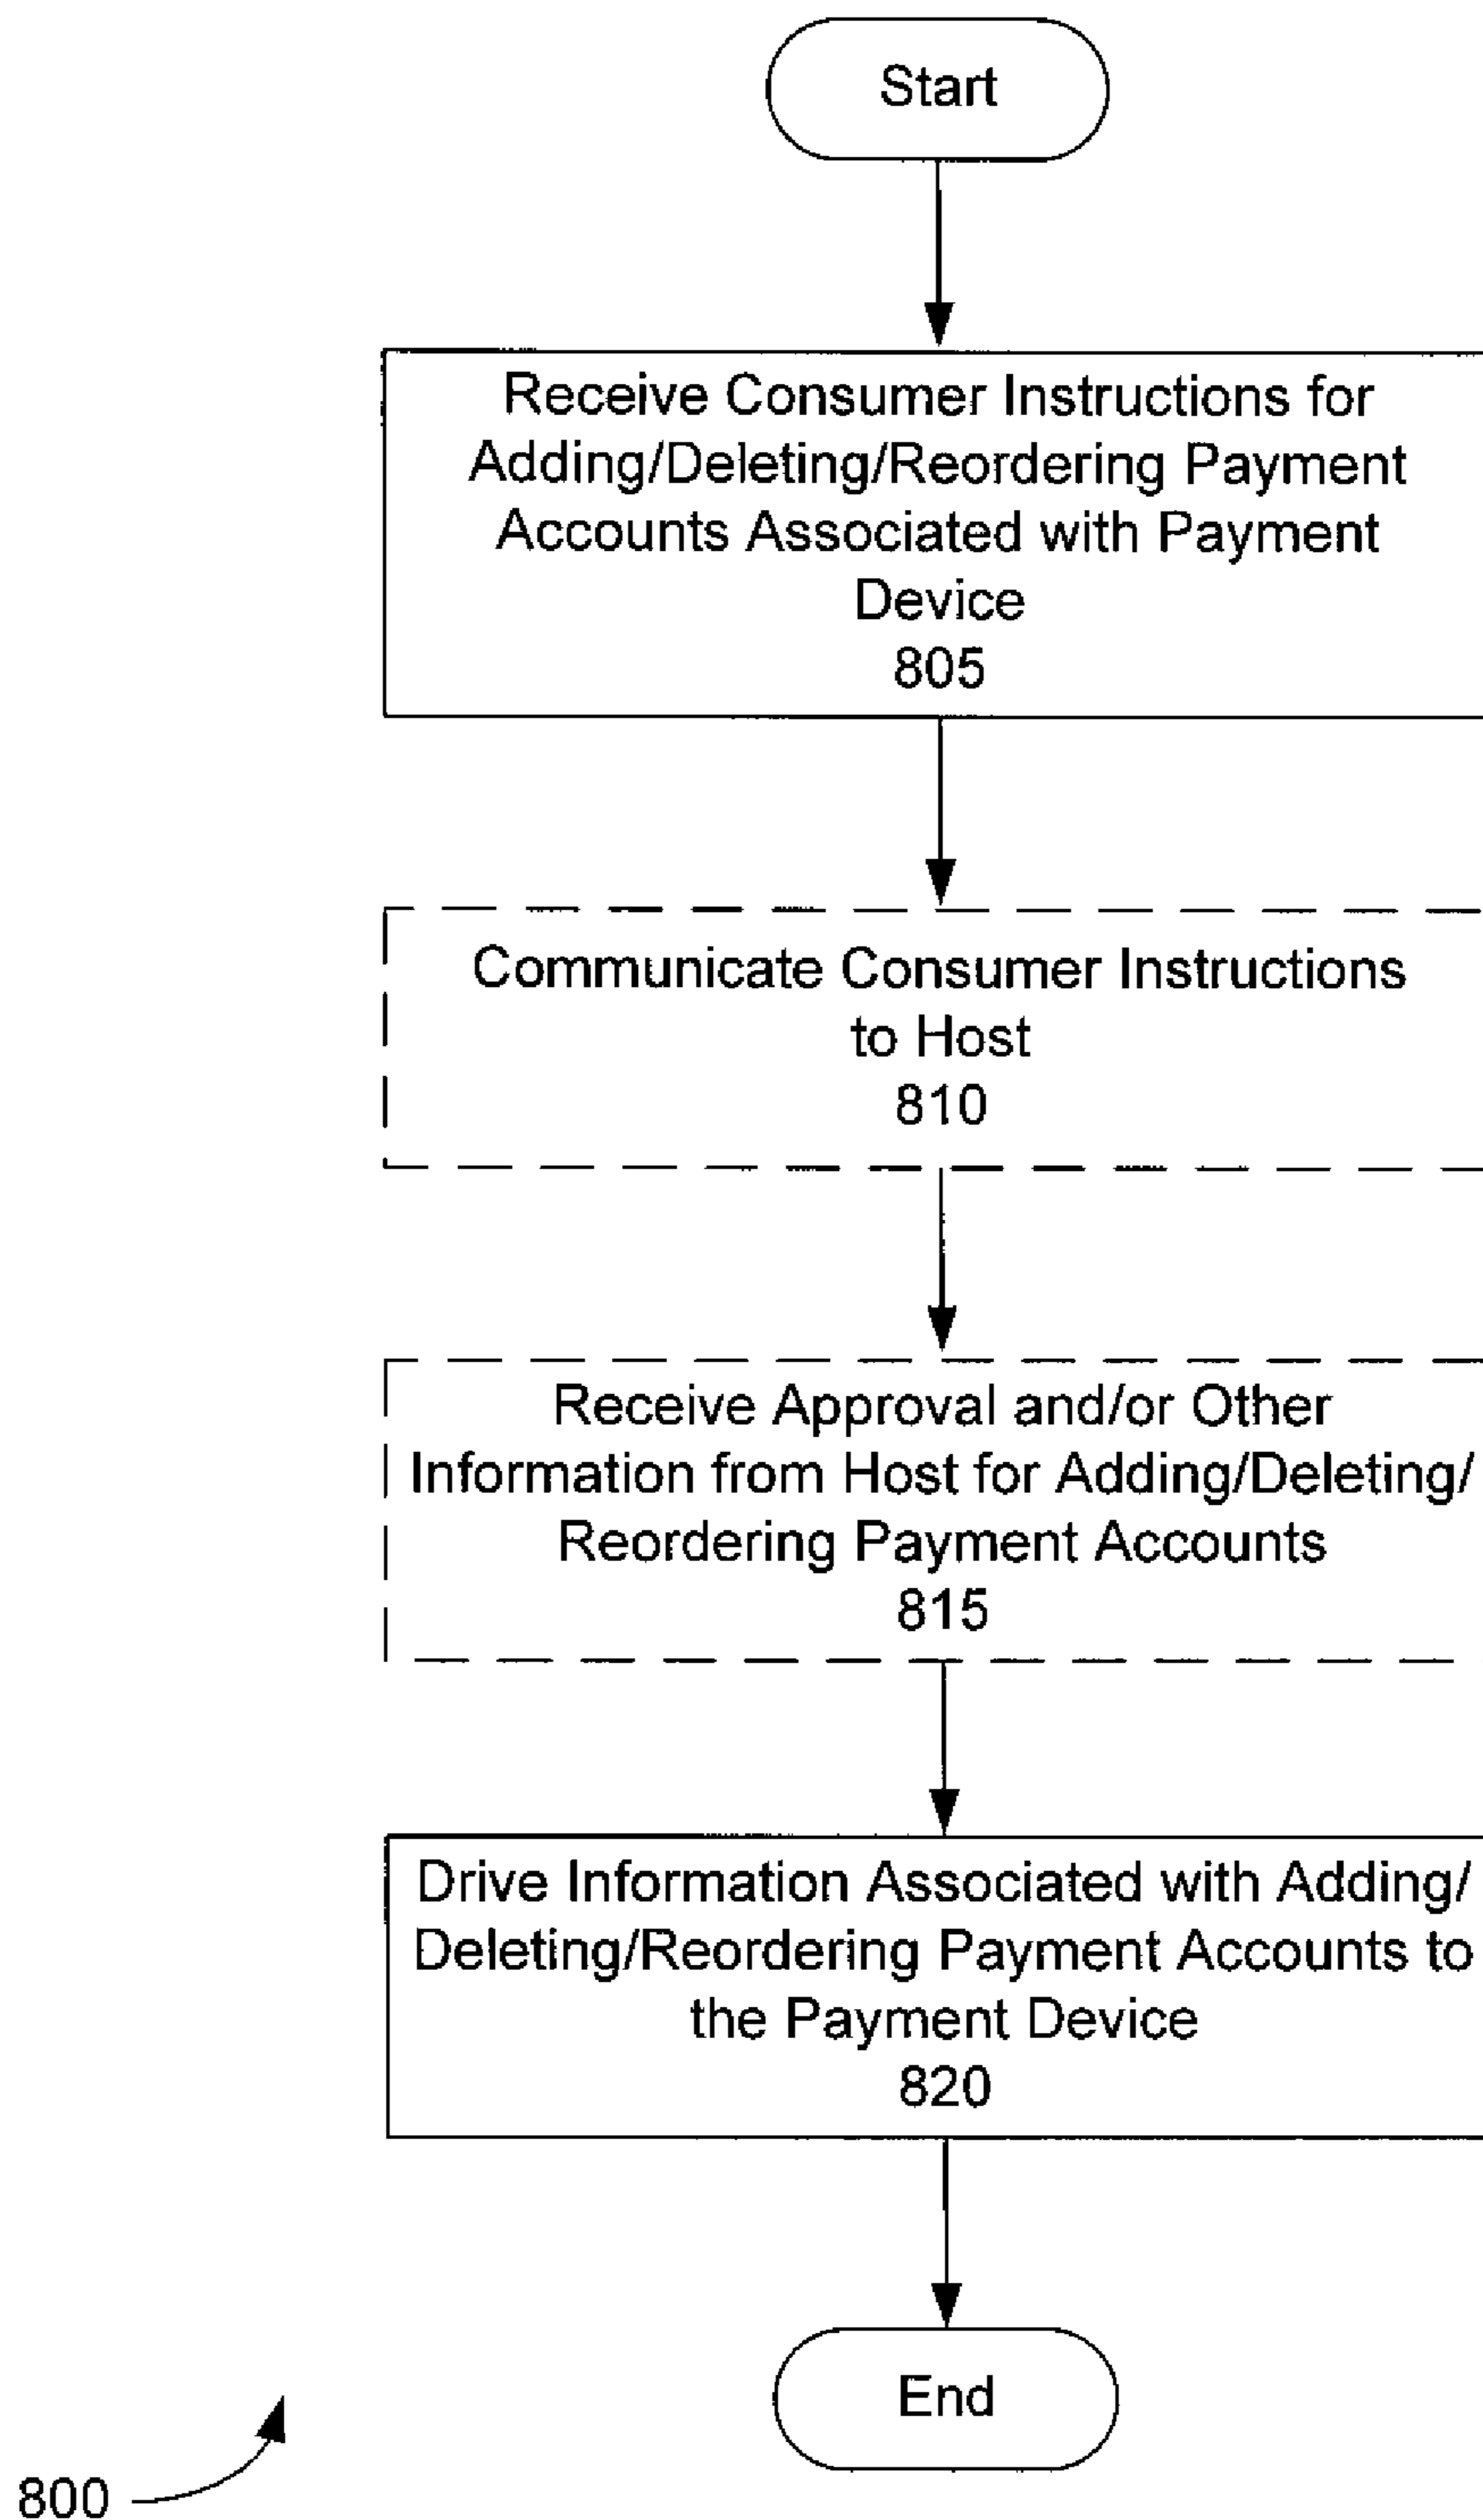 Start
Receive Consumer Instructions for
Adding/Deleting/Reordering Payment
Accounts Associated with Payment
Device
805
Communicate Consumer Instructions
to Host
810
Receive Approval and/or Other
Information from Host for Adding/Deleting/
Reordering Payment Accounts
815
Drive Information Associated with Adding/
Deleting/Reordering Payment Accounts to
the Payment Device
820
End
800